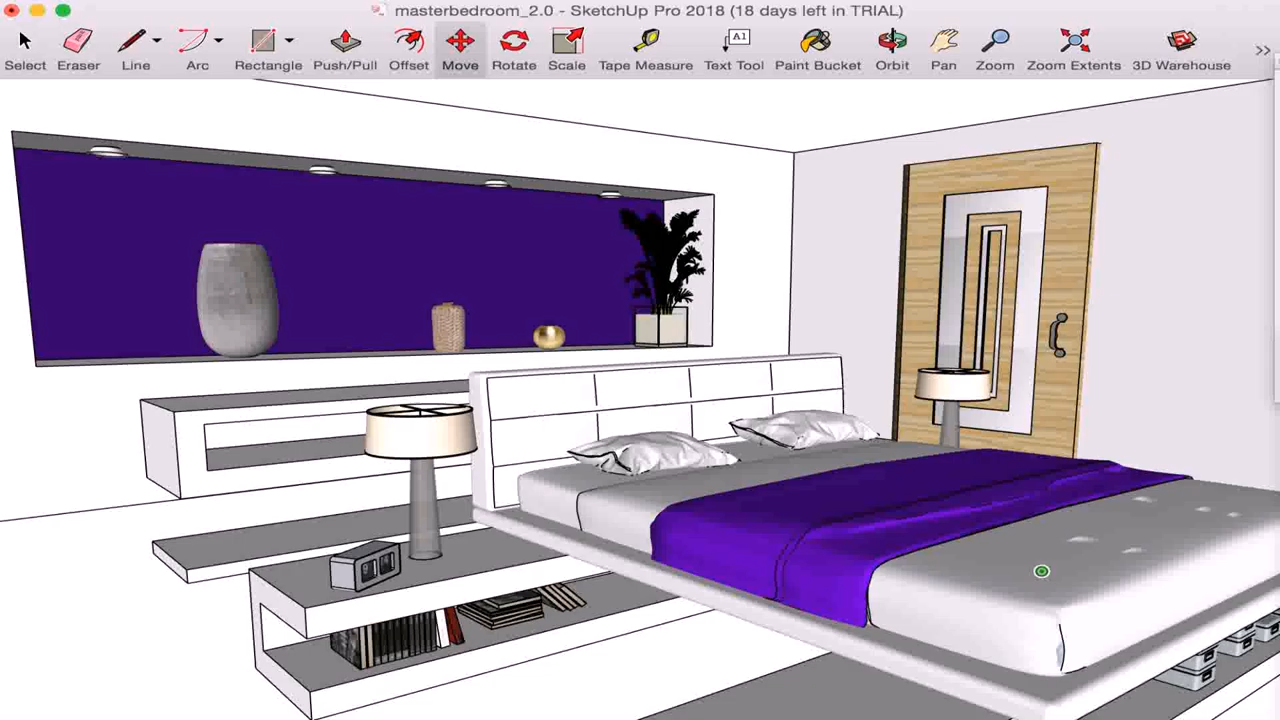 masterbedroom_2.0 - SketchUp Pro 2018 (18 days left in TRIAL)
A1
Select Eraser Line Arc Rectangle Push/Pull Offset Move Rotate Scale Tape Measure Text Tool Paint Bucket Orbit Pan Zoom Zoom Extents 3D Warehouse